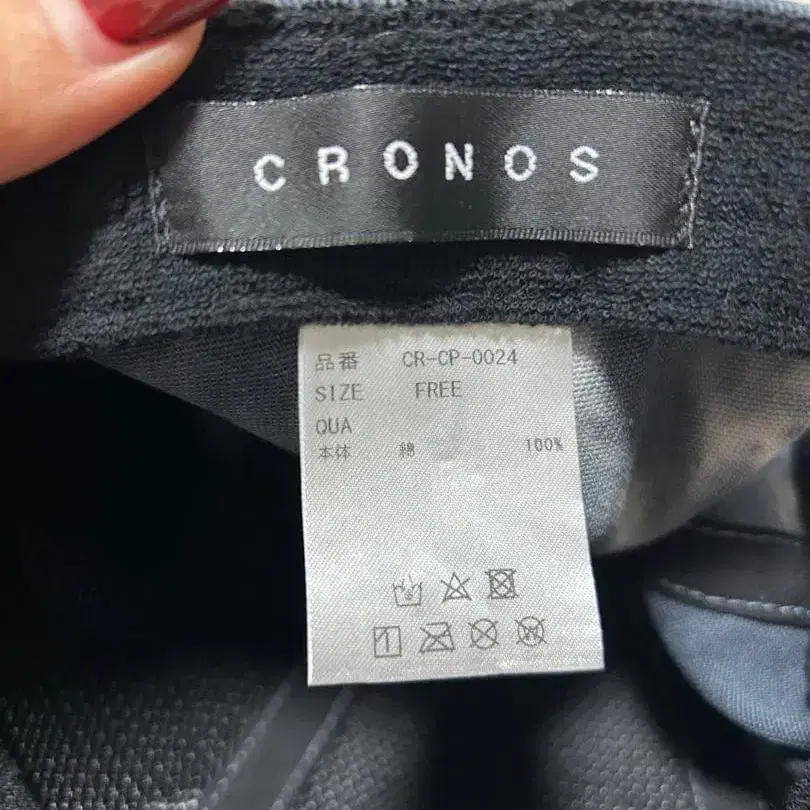 CRONOS
品番 CR-CP-0024
SIZE FREE
QUA
本体 綿 100%